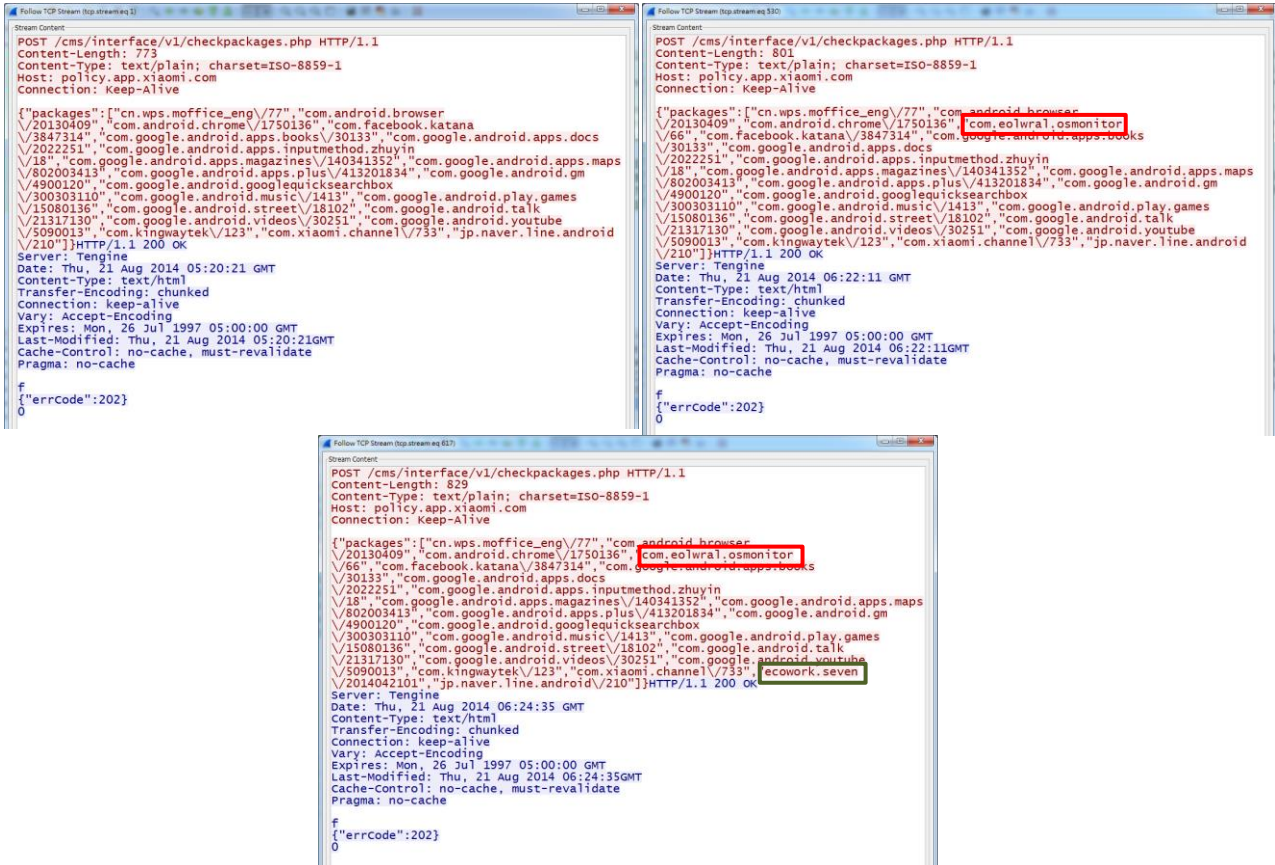 Follow TCP Stream (tcp.stream eq 1)
Stream Content
POST /cms/interface/v1/checkpackages.php HTTP/1.1
Content-Length: 773
Content-Type: text/plain; charset=ISO-8859-1
Host: policy.app.xiaomi.com
Connection: Keep-Alive
{"packages":["cn.wps.moffice_eng\/77","com.android.browser
\/20130409","com.android.chrome\/1750136","com.facebook.katana
\/3847314","com.google.android.apps.books\/30133","com.google.android.apps.docs
\/2022251","com.google.android.apps.inputmethod.zhuyin
\/18","com.google.android.apps.magazines\/140341352","com.google.android.apps.maps
\/802003413","com.google.android.apps.plus\/413201834","com.google.android.gm
\/4900120","com.google.android.googlequicksearchbox
\/300303110","com.google.android.music\/1413","com.google.android.play.games
\/15080136","com.google.android.street\/18102","com.google.android.talk
\/21317130","com.google.android.videos\/30251","com.google.android.youtube
\/5090013","com.kingwaytek\/123","com.xiaomi.channel\/733","jp.naver.line.android
\/210"]}HTTP/1.1 200 OK
Server: Tengine
Date: Thu, 21 Aug 2014 05:20:21 GMT
Content-Type: text/html
Transfer-Encoding: chunked
Connection: keep-alive
Vary: Accept-Encoding
Expires: Mon, 26 Jul 1997 05:00:00 GMT
Last-Modified: Thu, 21 Aug 2014 05:20:21GMT
Cache-Control: no-cache, must-revalidate
Pragma: no-cache
f
{"errCode":202}
0
Follow TCP Stream (tcp.stream eq 530)
Stream Content
POST /cms/interface/v1/checkpackages.php HTTP/1.1
Content-Length: 801
Content-Type: text/plain; charset=ISO-8859-1
Host: policy.app.xiaomi.com
Connection: Keep-Alive
{"packages":["cn.wps.moffice_eng\/77","com.android.browser
\/20130409","com.android.chrome\/1750136","com.eolwral.osmonitor
\/66","com.facebook.katana\/3847314","com.google.android.apps.books
\/30133","com.google.android.apps.docs
\/2022251","com.google.android.apps.inputmethod.zhuyin
\/18","com.google.android.apps.magazines\/140341352","com.google.android.apps.maps
\/802003413","com.google.android.apps.plus\/413201834","com.google.android.gm
\/4900120","com.google.android.googlequicksearchbox
\/300303110","com.google.android.music\/1413","com.google.android.play.games
\/15080136","com.google.android.street\/18102","com.google.android.talk
\/21317130","com.google.android.videos\/30251","com.google.android.youtube
\/5090013","com.kingwaytek\/123","com.xiaomi.channel\/733","jp.naver.line.android
\/210"]}HTTP/1.1 200 OK
Server: Tengine
Date: Thu, 21 Aug 2014 06:22:11 GMT
Content-Type: text/html
Transfer-Encoding: chunked
Connection: keep-alive
Vary: Accept-Encoding
Expires: Mon, 26 Jul 1997 05:00:00 GMT
Last-Modified: Thu, 21 Aug 2014 06:22:11GMT
Cache-Control: no-cache, must-revalidate
Pragma: no-cache
f
{"errCode":202}
0
Follow TCP Stream (tcp.stream eq 617)
Stream Content
POST /cms/interface/v1/checkpackages.php HTTP/1.1
Content-Length: 829
Content-Type: text/plain; charset=ISO-8859-1
Host: policy.app.xiaomi.com
Connection: Keep-Alive
{"packages":["cn.wps.moffice_eng\/77","com.android.browser
\/20130409","com.android.chrome\/1750136","com.eolwral.osmonitor
\/66","com.facebook.katana\/3847314","com.google.android.apps.books
\/30133","com.google.android.apps.docs
\/2022251","com.google.android.apps.inputmethod.zhuyin
\/18","com.google.android.apps.magazines\/140341352","com.google.android.apps.maps
\/802003413","com.google.android.apps.plus\/413201834","com.google.android.gm
\/4900120","com.google.android.googlequicksearchbox
\/300303110","com.google.android.music\/1413","com.google.android.play.games
\/15080136","com.google.android.street\/18102","com.google.android.talk
\/21317130","com.google.android.videos\/30251","com.google.android.youtube
\/5090013","com.kingwaytek\/123","com.xiaomi.channel\/733","ecowork.seven
\/2014042101","jp.naver.line.android\/210"]}HTTP/1.1 200 OK
Server: Tengine
Date: Thu, 21 Aug 2014 06:24:35 GMT
Content-Type: text/html
Transfer-Encoding: chunked
Connection: keep-alive
Vary: Accept-Encoding
Expires: Mon, 26 Jul 1997 05:00:00 GMT
Last-Modified: Thu, 21 Aug 2014 06:24:35GMT
Cache-Control: no-cache, must-revalidate
Pragma: no-cache
f
{"errCode":202}
0